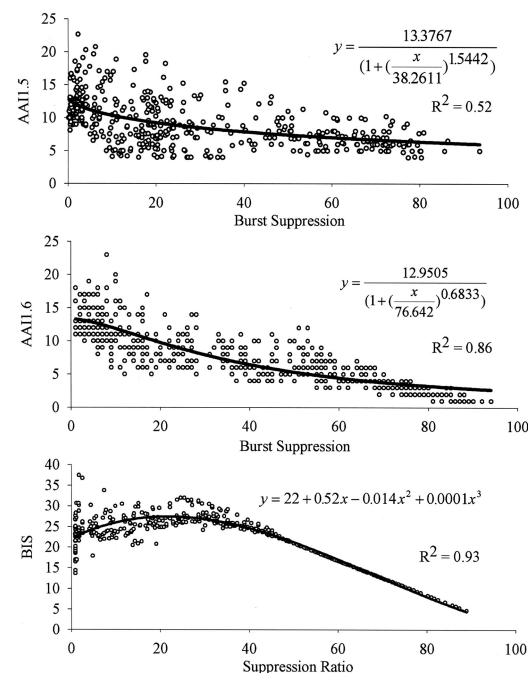 25
20
15
10
5
0
AAI1.5
y = 13.3767 / (1+(x/38.2611)^1.5442)
R² = 0.52
0 20 40 60 80 100
Burst Suppression
25
20
15
10
5
0
AAI1.6
y = 12.9505 / (1+(x/76.642)^0.6833)
R² = 0.86
0 20 40 60 80 100
Burst Suppression
40
35
30
25
20
15
10
5
0
BIS
y = 22 + 0.52x − 0.014x² + 0.0001x³
R² = 0.93
0 20 40 60 80 100
Suppression Ratio